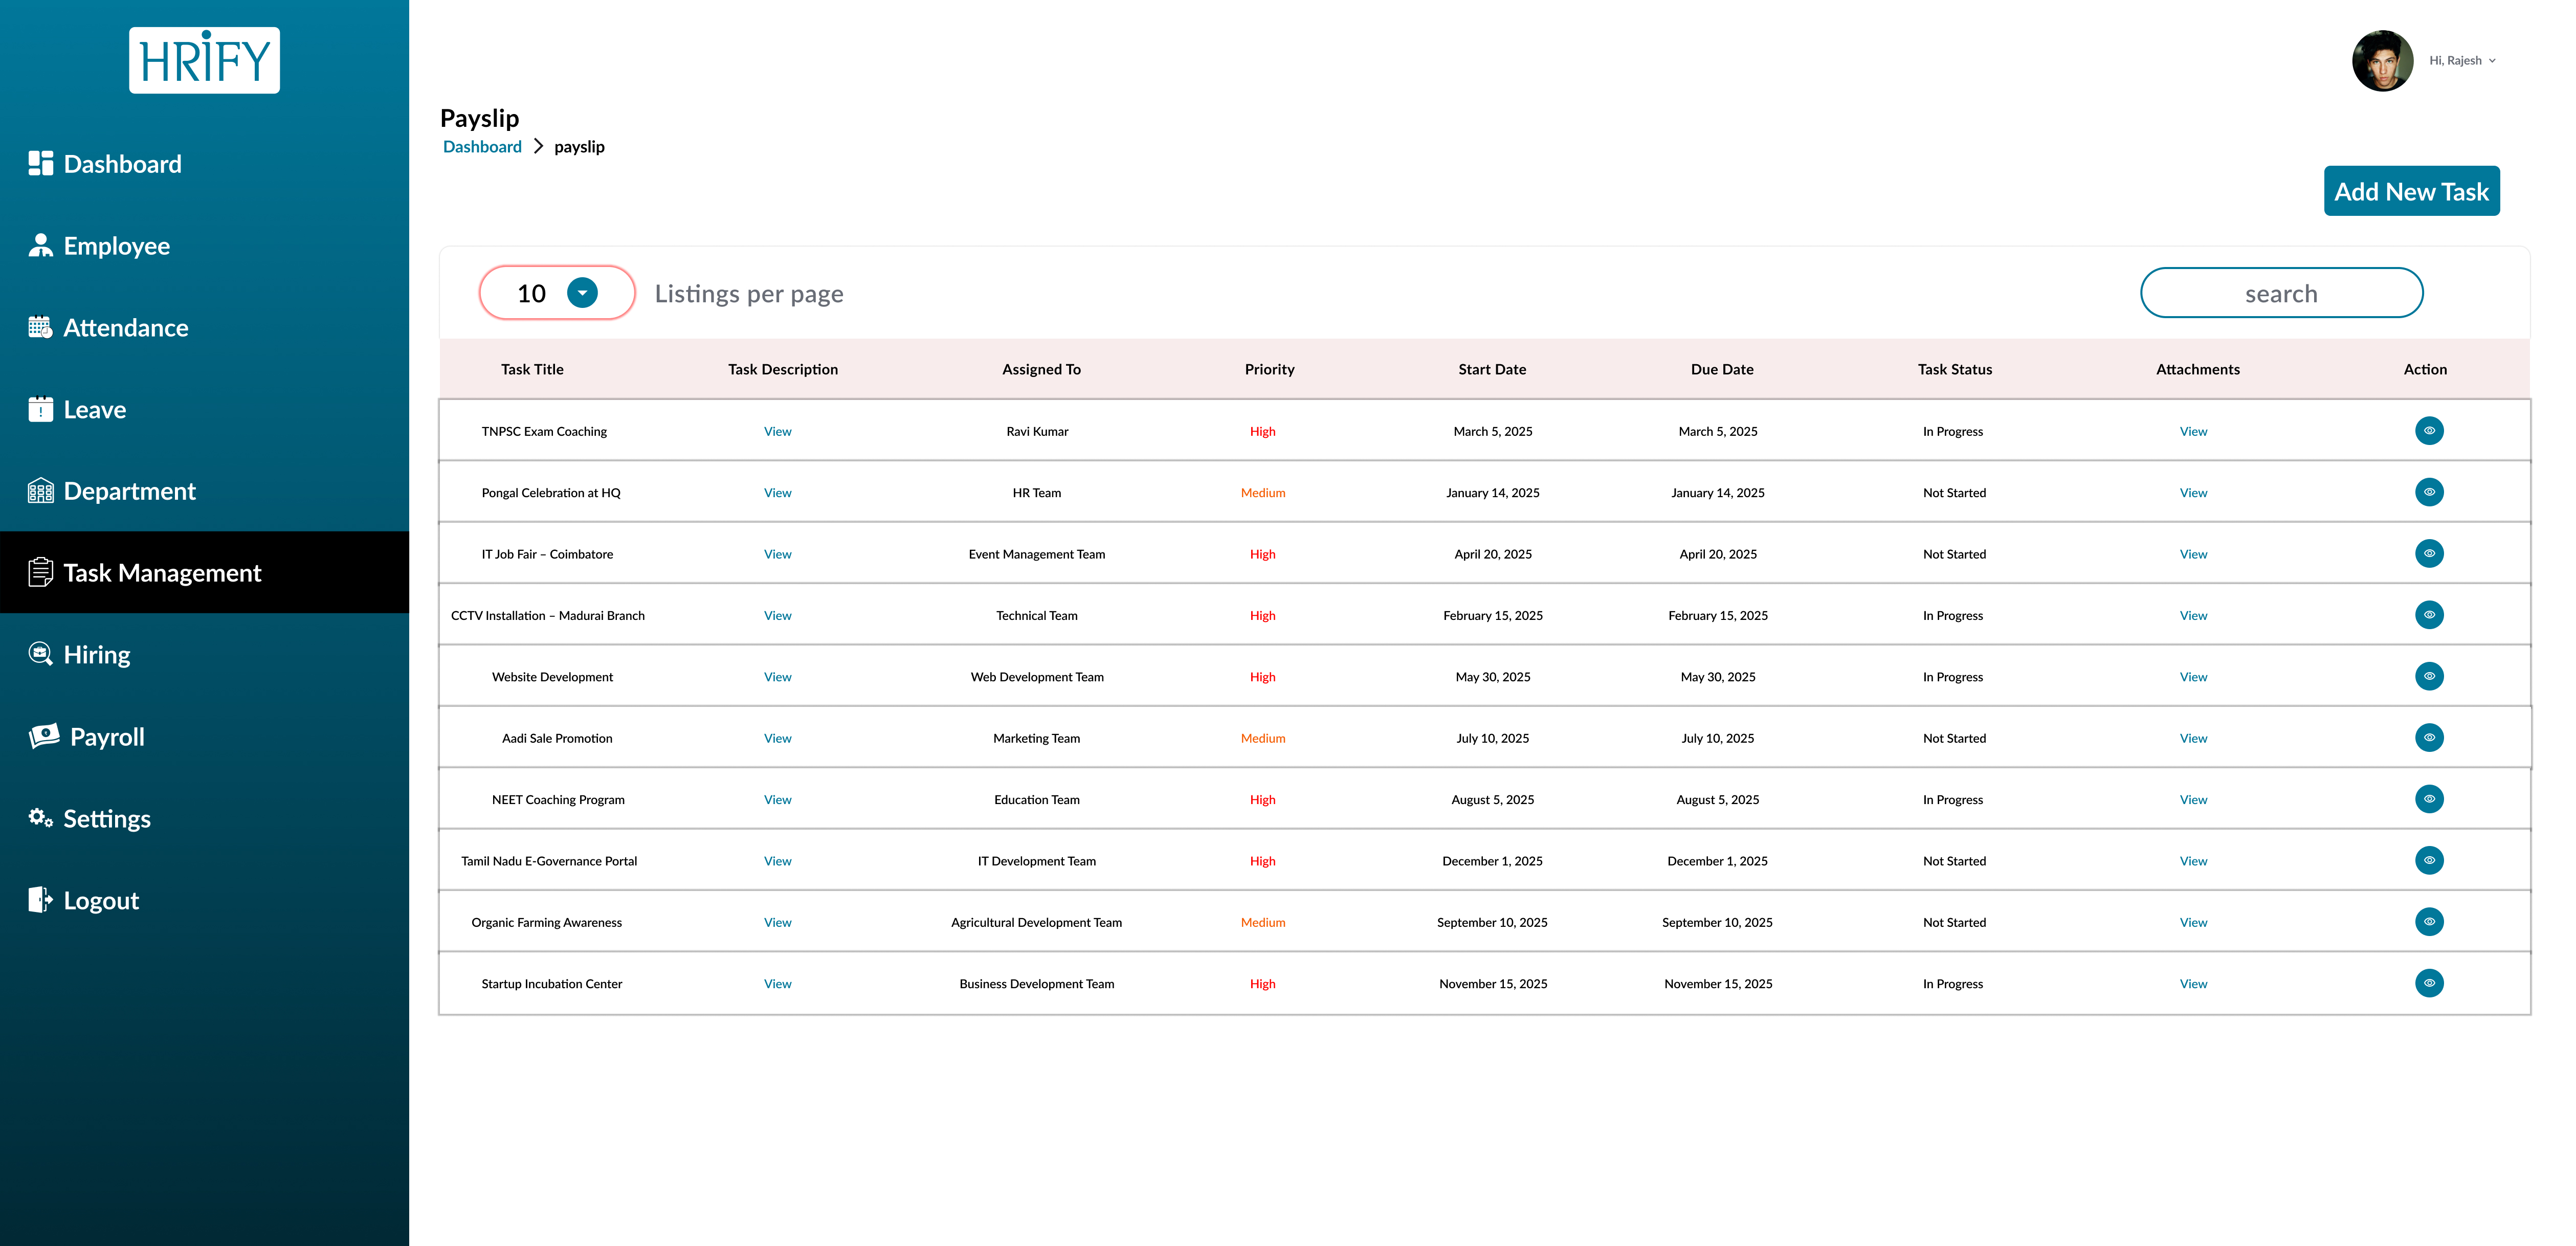 HRIFY
Hi, Rajesh
Payslip
Dashboard > payslip
Add New Task
Dashboard
Employee
Attendance
Leave
Department
Task Management
Hiring
Payroll
Settings
Logout
10 Listings per page search
Task Title Task Description Assigned To Priority Start Date Due Date Task Status Attachments Action
TNPSC Exam Coaching View Ravi Kumar High March 5, 2025 March 5, 2025 In Progress View
Pongal Celebration at HQ View HR Team Medium January 14, 2025 January 14, 2025 Not Started View
IT Job Fair – Coimbatore View Event Management Team High April 20, 2025 April 20, 2025 Not Started View
CCTV Installation – Madurai Branch View Technical Team High February 15, 2025 February 15, 2025 In Progress View
Website Development View Web Development Team High May 30, 2025 May 30, 2025 In Progress View
Aadi Sale Promotion View Marketing Team Medium July 10, 2025 July 10, 2025 Not Started View
NEET Coaching Program View Education Team High August 5, 2025 August 5, 2025 In Progress View
Tamil Nadu E-Governance Portal View IT Development Team High December 1, 2025 December 1, 2025 Not Started View
Organic Farming Awareness View Agricultural Development Team Medium September 10, 2025 September 10, 2025 Not Started View
Startup Incubation Center View Business Development Team High November 15, 2025 November 15, 2025 In Progress View